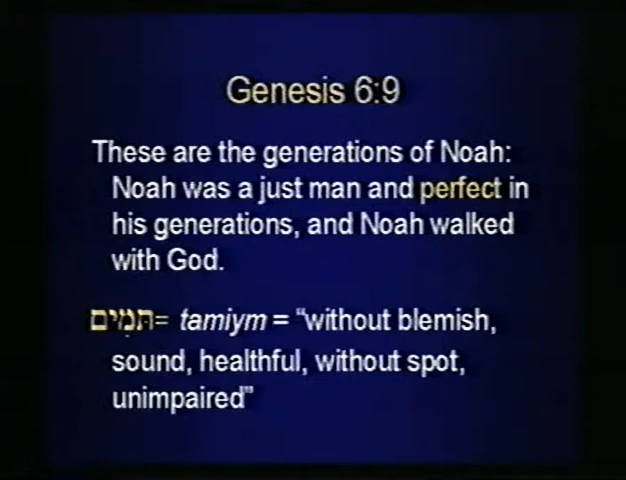 Genesis 6:9
These are the generations of Noah:
Noah was a just man and perfect in
his generations, and Noah walked
with God.
תּמִים= tamiym = “without blemish,
sound, healthful, without spot,
unimpaired”